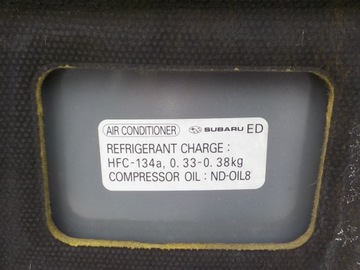 AIR CONDITIONER SUBARU ED
REFRIGERANT CHARGE :
HFC-134a, 0.33-0.38kg
COMPRESSOR OIL : ND-OIL8